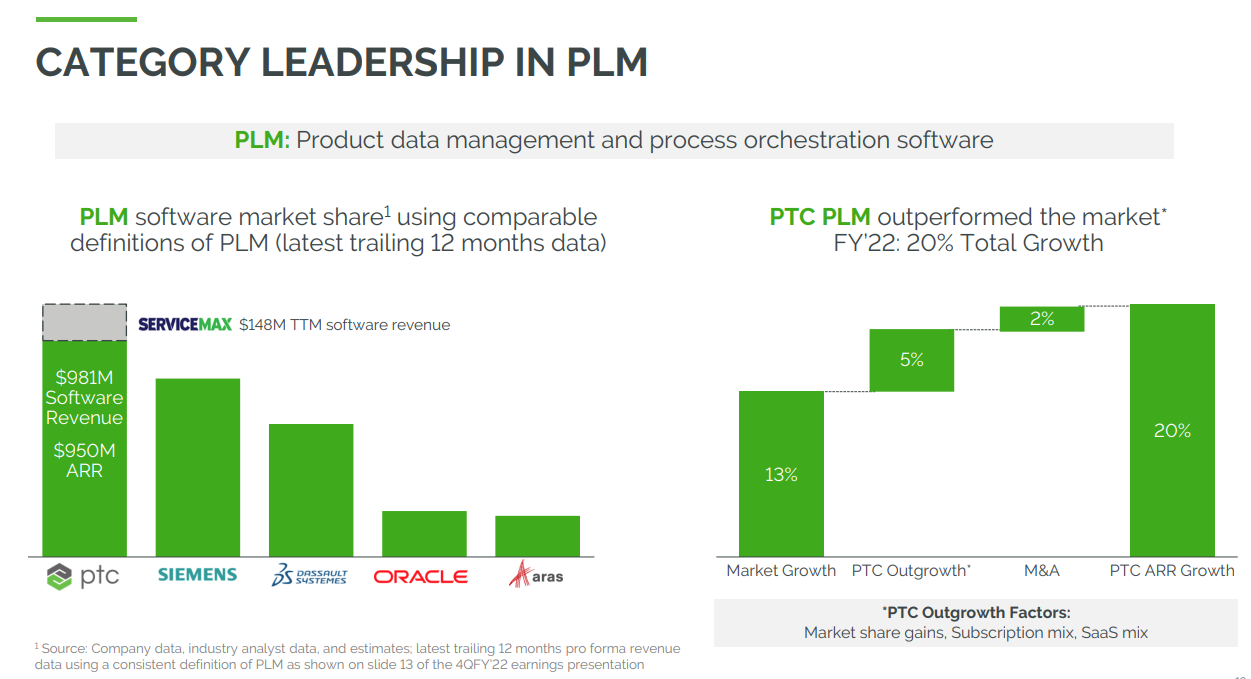 CATEGORY LEADERSHIP IN PLM
PLM: Product data management and process orchestration software
PLM software market share¹ using comparable
definitions of PLM (latest trailing 12 months data)
SERVICEMAX $148M TTM software revenue
$981M
Software
Revenue
$950M
ARR
ptc
SIEMENS
DASSAULT
SYSTEMES
ORACLE
aras
¹ Source: Company data, industry analyst data, and estimates; latest trailing 12 months pro forma revenue
data using a consistent definition of PLM as shown on slide 13 of the 4QFY'22 earnings presentation
PTC PLM outperformed the market*
FY'22: 20% Total Growth
13%
5%
2%
20%
Market Growth
PTC Outgrowth*
M&A
PTC ARR Growth
*PTC Outgrowth Factors:
Market share gains, Subscription mix, SaaS mix